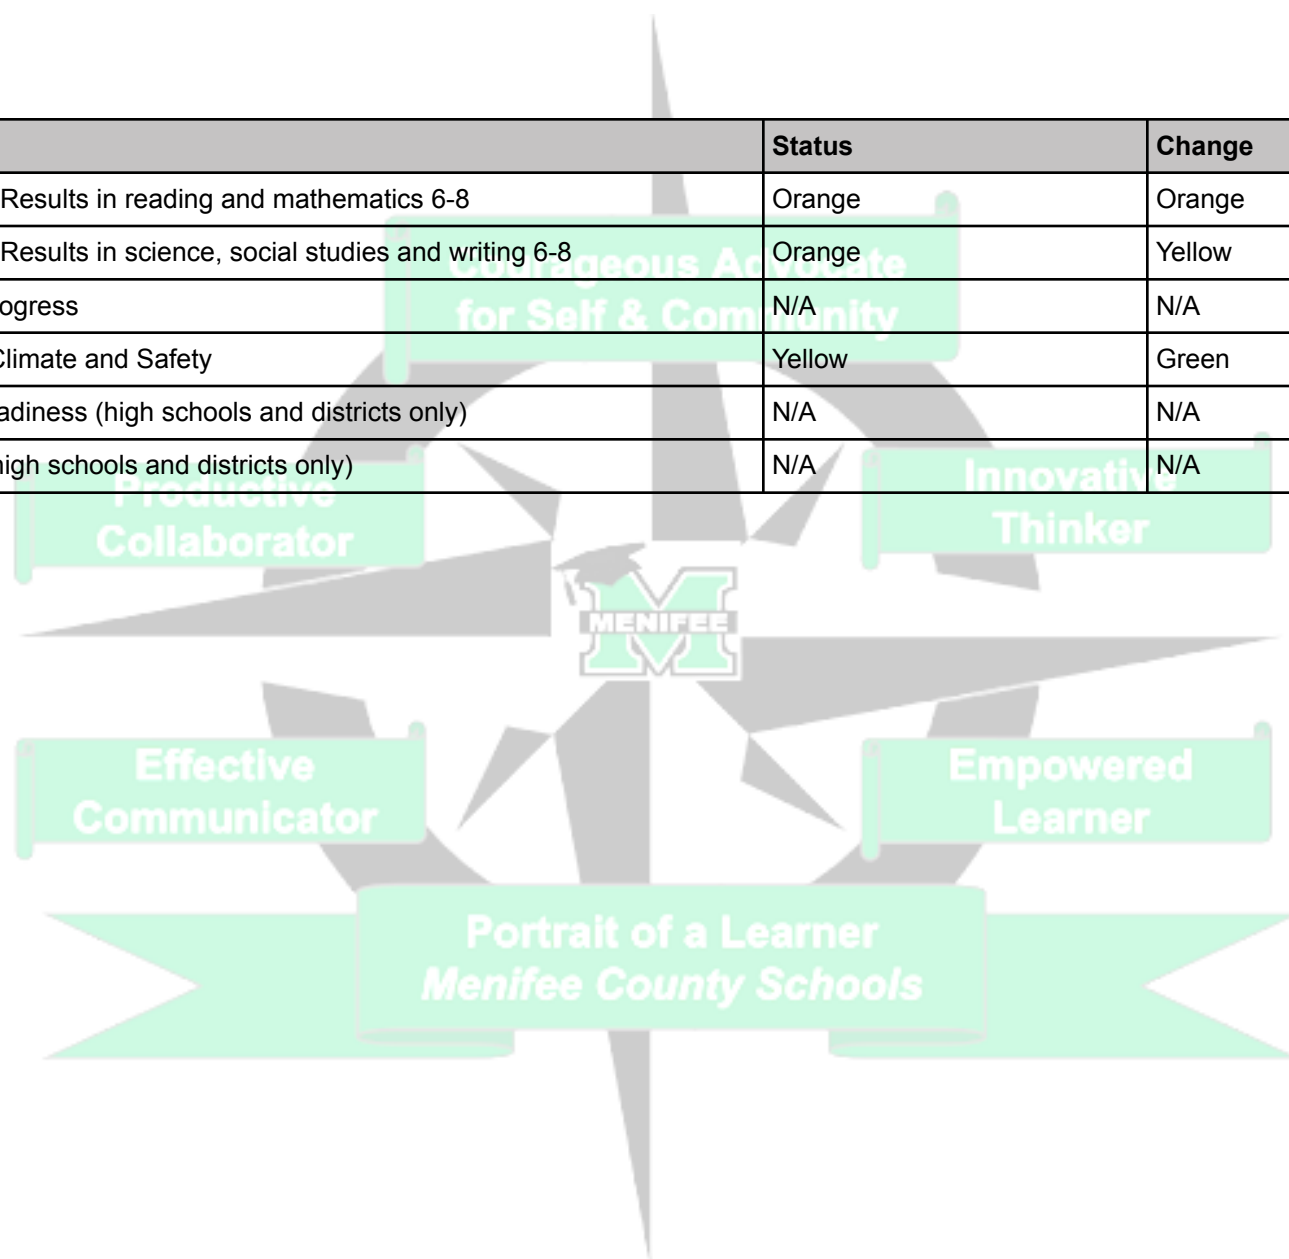 Status Change
Results in reading and mathematics 6-8 Orange Orange
Results in science, social studies and writing 6-8 Orange Yellow
ogress N/A N/A
Climate and Safety Yellow Green
adiness (high schools and districts only) N/A N/A
igh schools and districts only) N/A N/A
Courageous Advocate
for Self & Community
Productive
Collaborator
Innovative
Thinker
MENIFEE
Effective
Communicator
Empowered
Learner
Portrait of a Learner
Menifee County Schools